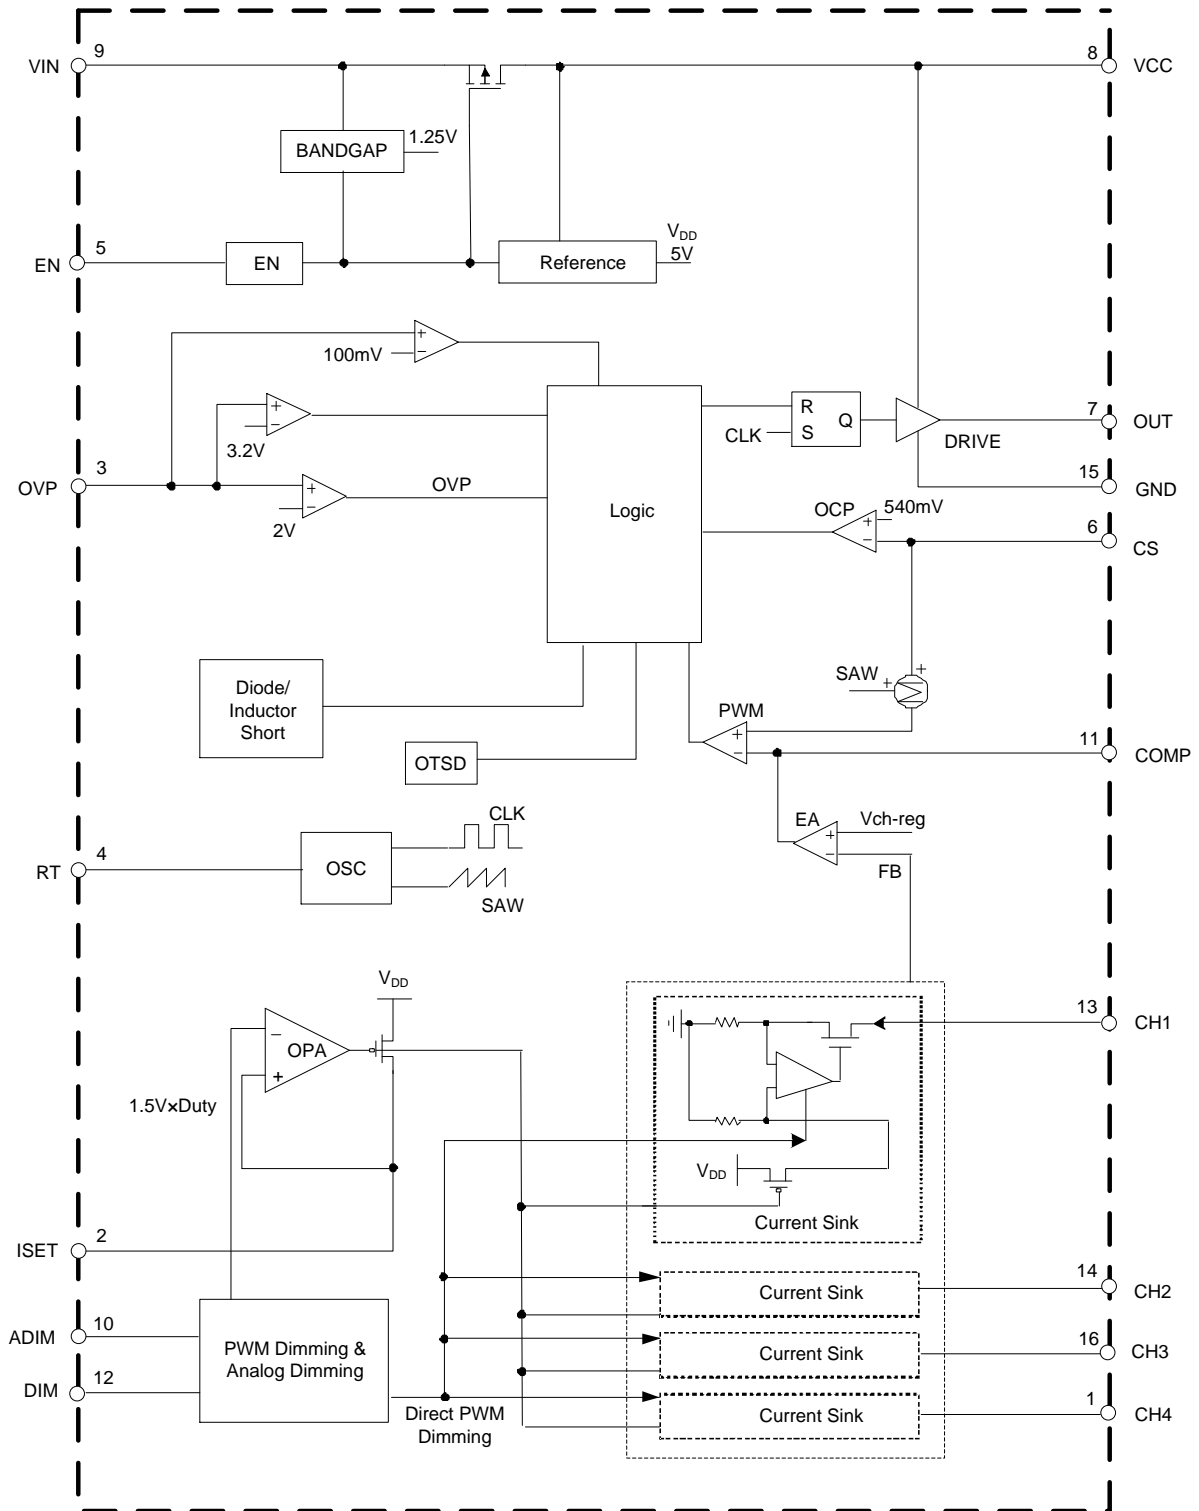 9
VIN
8
VCC
1.25V
BANDGAP
5
EN
EN
Reference
VDD
5V
+
−
100mV
+
−
3.2V
3
OVP
+
−
2V
OVP
Logic
R
S
Q
CLK
DRIVE
7
OUT
15
GND
OCP
540mV
+
−
6
CS
Diode/
Inductor
Short
SAW
+
+
PWM
+
−
11
COMP
OTSD
EA
+
−
Vch-reg
FB
4
RT
OSC
CLK
SAW
VDD
−
OPA
+
1.5V×Duty
13
CH1
VDD
Current Sink
2
ISET
Current Sink
14
CH2
10
ADIM
PWM Dimming &
Analog Dimming
12
DIM
Current Sink
16
CH3
Direct PWM
Dimming
Current Sink
1
CH4